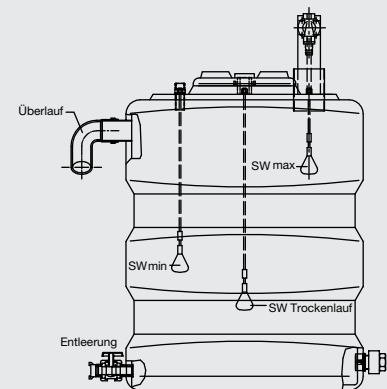 Überlauf
SW max
SW min
SW Trockenlauf
Entleerung